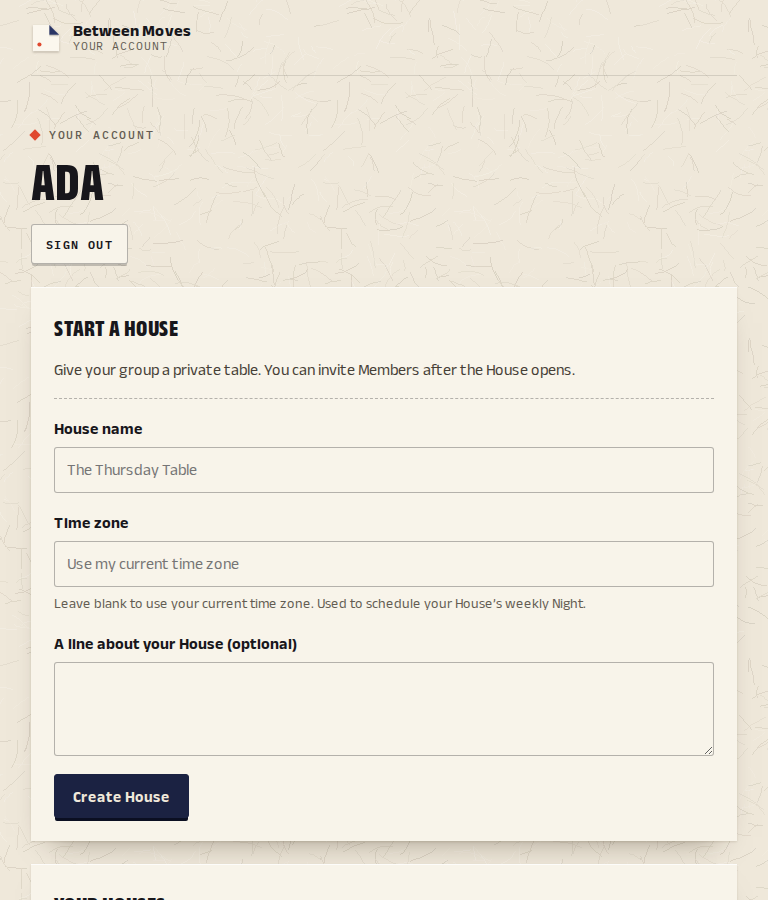 Between Moves
YOUR ACCOUNT
YOUR ACCOUNT
ADA
SIGN OUT
START A HOUSE
Give your group a private table. You can invite Members after the House opens.
House name
The Thursday Table
Time zone
Use my current time zone
Leave blank to use your current time zone. Used to schedule your House's weekly Night.
A line about your House (optional)
Create House
YOUR HOUSES